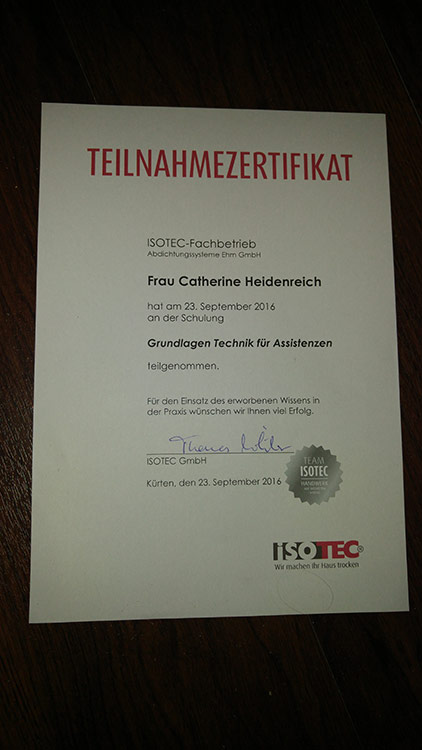 TEILNAHMEZERTIFIKAT
ISOTEC-Fachbetrieb
Abdichtungssysteme Ehm GmbH
Frau Catherine Heidenreich
hat am 23. September 2016
an der Schulung
Grundlagen Technik für Assistenzen
teilgenommen.
Für den Einsatz des erworbenen Wissens in
der Praxis wünschen wir Ihnen viel Erfolg.
ISOTEC GmbH
Kürten, den 23. September 2016
TEAM
ISOTEC
HANDWERK
ISOTEC®
Wir machen Ihr Haus trocken